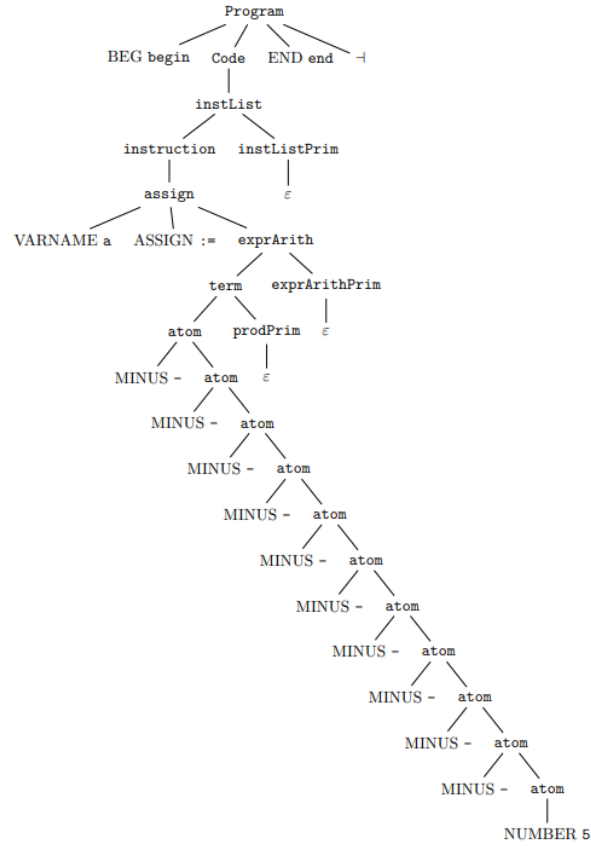 Program
BEG begin Code END end ⊣
instList
instruction instListPrim
assign ε
VARNAME a ASSIGN := exprArith
term exprArithPrim
atom prodPrim ε
MINUS - atom ε
MINUS - atom
MINUS - atom
MINUS - atom
MINUS - atom
MINUS - atom
MINUS - atom
MINUS - atom
MINUS - atom
MINUS - atom
NUMBER 5